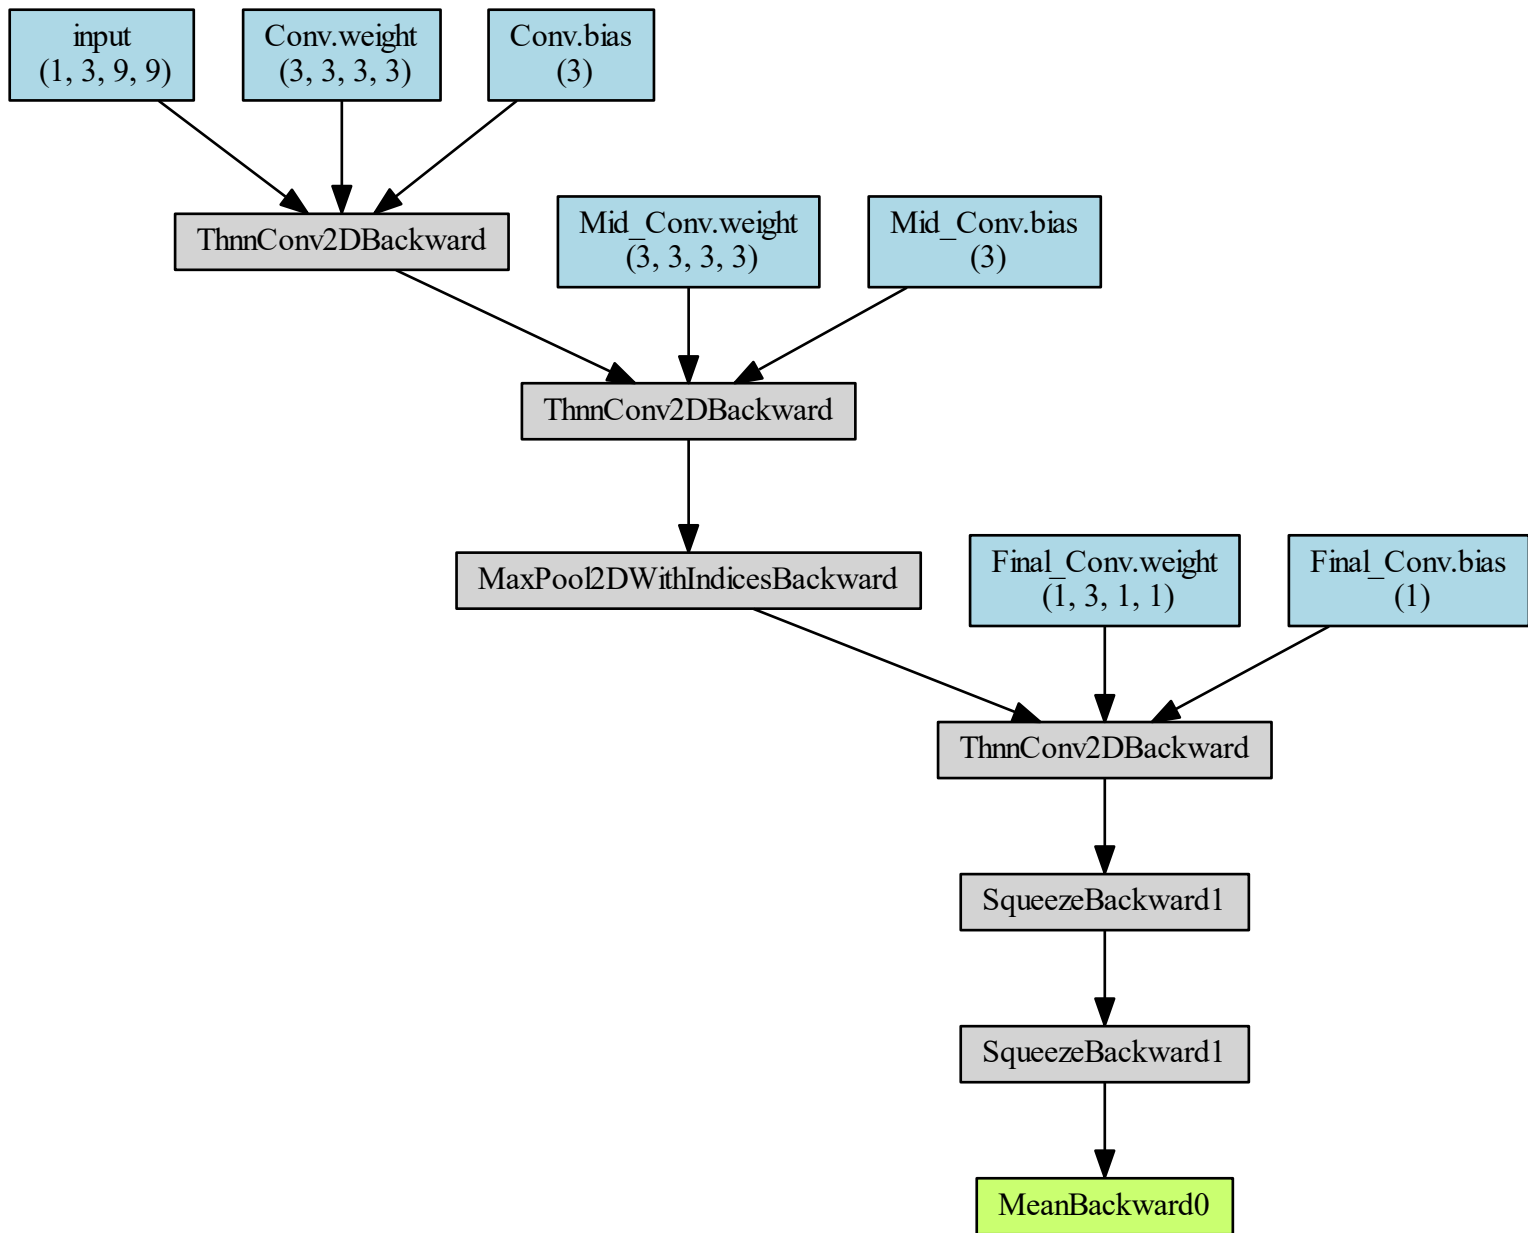 input
(1, 3, 9, 9)
Conv.weight
(3, 3, 3, 3)
Conv.bias
(3)
ThnnConv2DBackward
Mid_Conv.weight
(3, 3, 3, 3)
Mid_Conv.bias
(3)
ThnnConv2DBackward
MaxPool2DWithIndicesBackward
Final_Conv.weight
(1, 3, 1, 1)
Final_Conv.bias
(1)
ThnnConv2DBackward
SqueezeBackward1
SqueezeBackward1
MeanBackward0